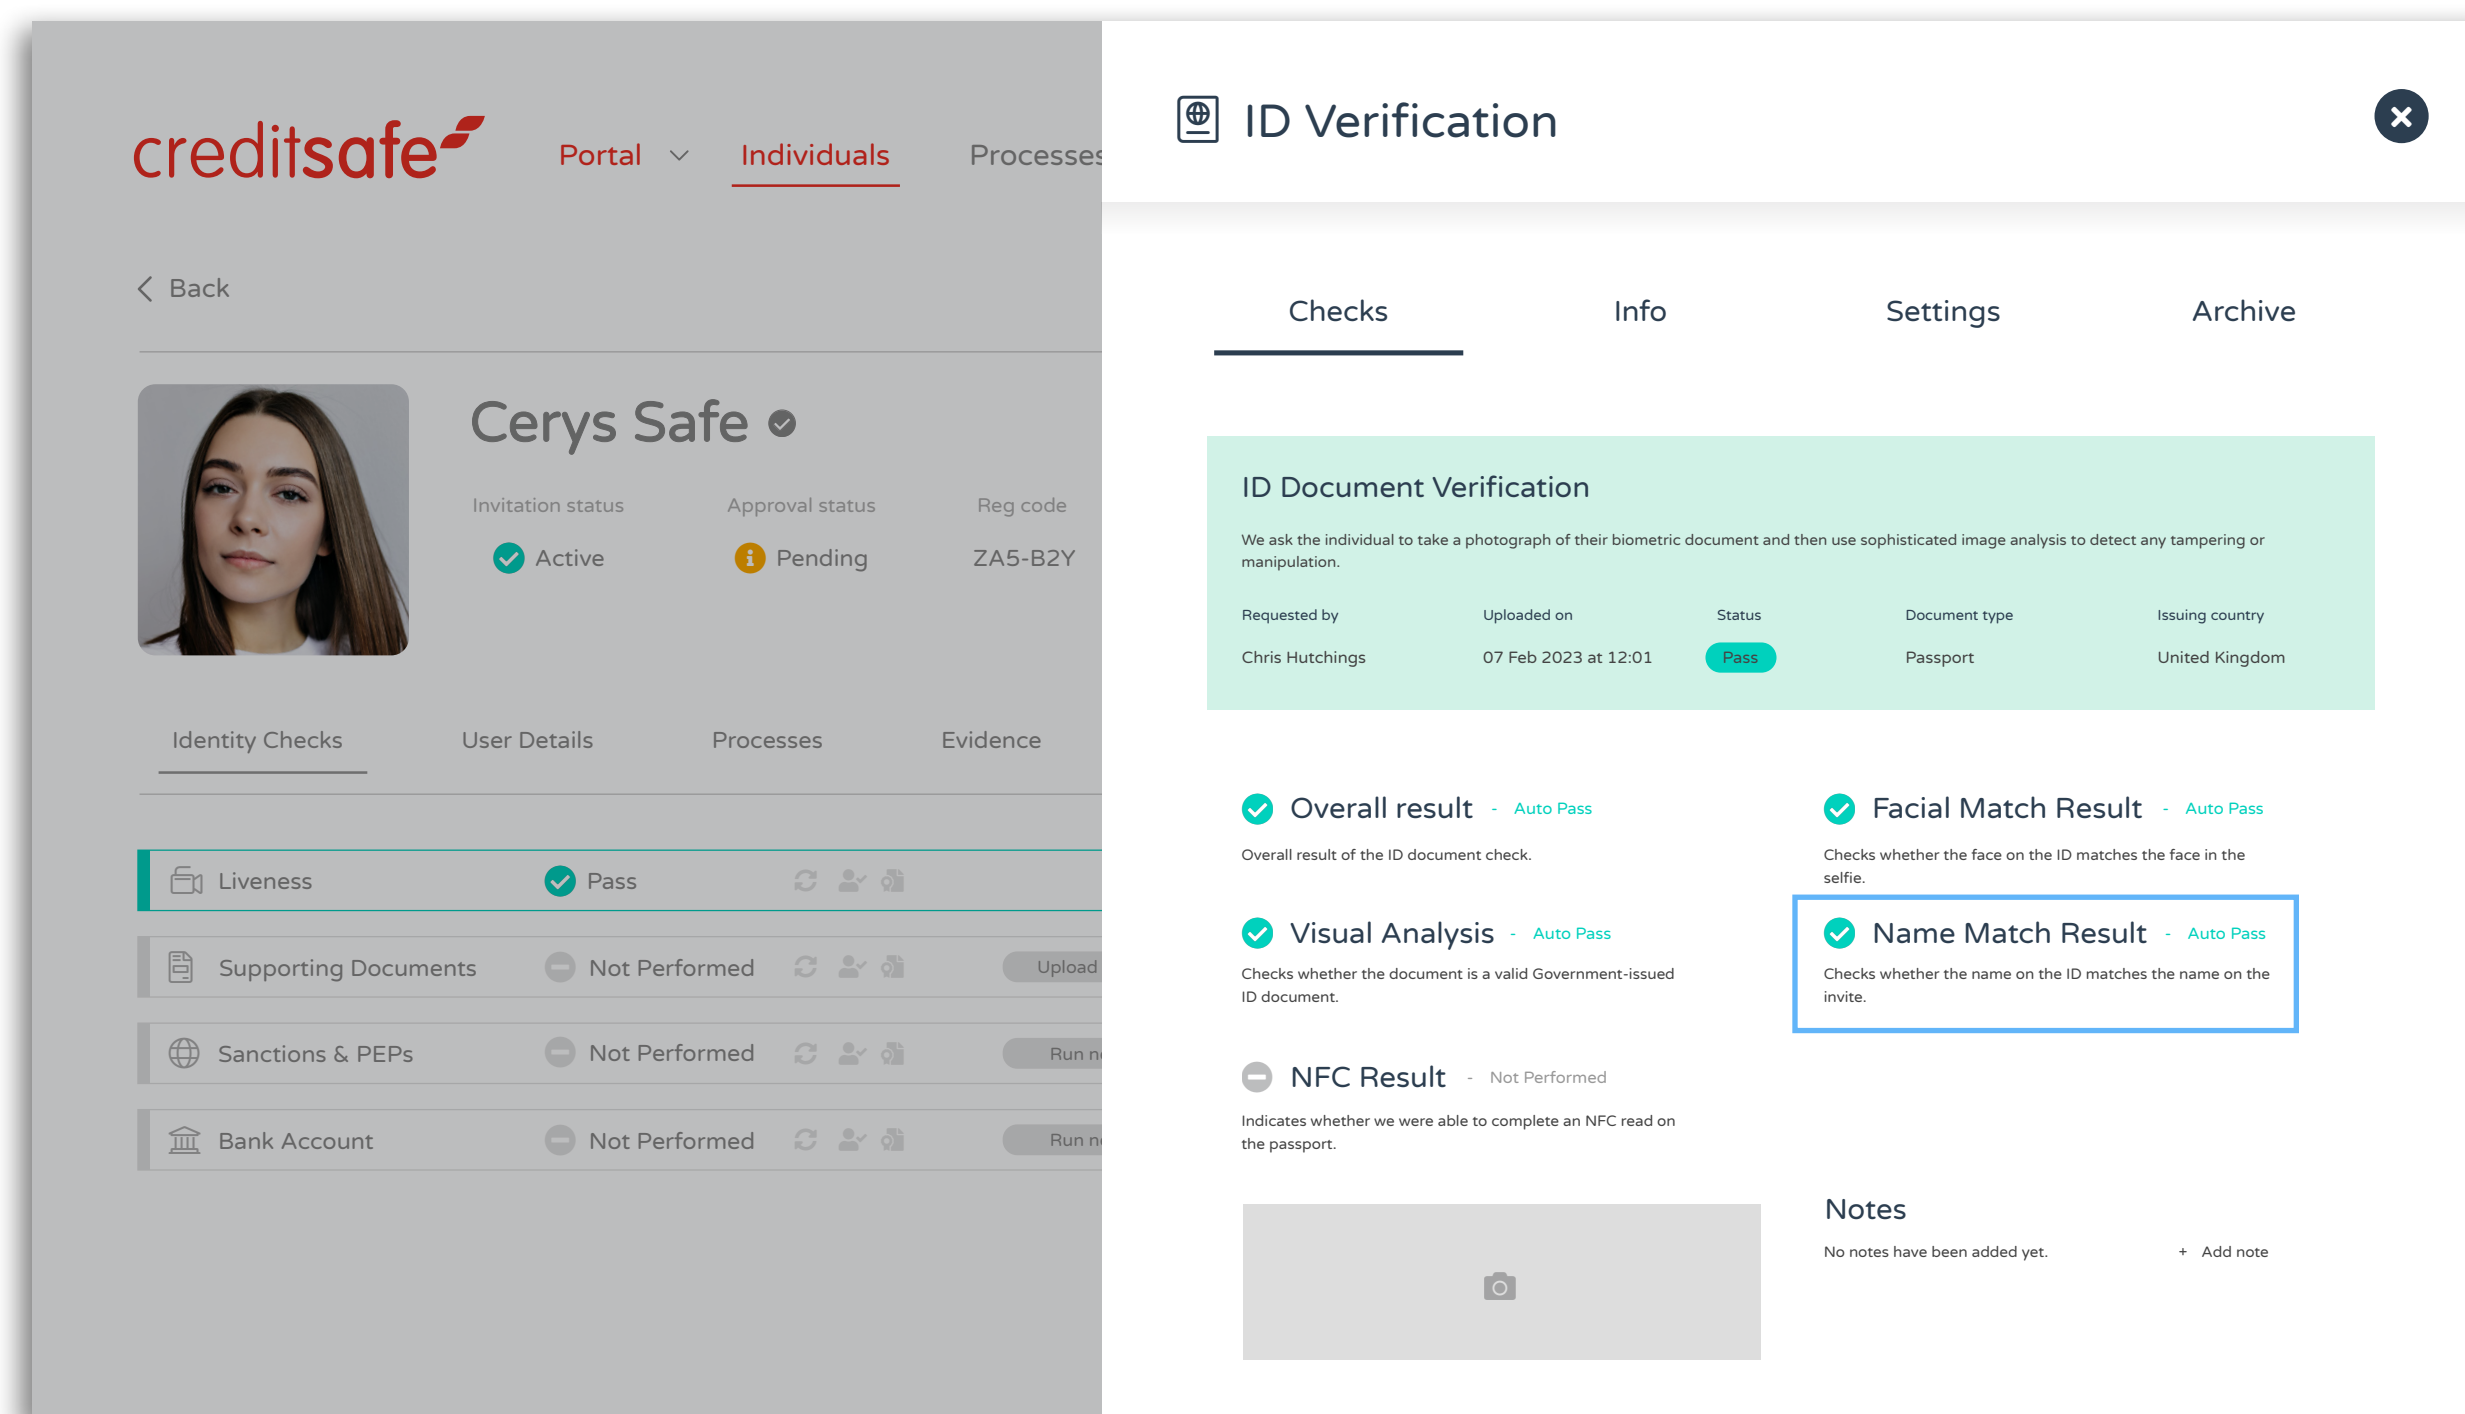 creditsafe
Portal
Individuals
Processes
Back
Cerys Safe
Invitation status
Approval status
Reg code
Active
Pending
ZA5-B2Y
Identity Checks
User Details
Processes
Evidence
Liveness
Pass
Supporting Documents
Not Performed
Upload
Sanctions & PEPs
Not Performed
Run
Bank Account
Not Performed
Run
ID Verification
Checks
Info
Settings
Archive
ID Document Verification
We ask the individual to take a photograph of their biometric document and then use sophisticated image analysis to detect any tampering or
manipulation.
Requested by
Uploaded on
Status
Document type
Issuing country
Chris Hutchings
07 Feb 2023 at 12:01
Pass
Passport
United Kingdom
Overall result - Auto Pass
Overall result of the ID document check.
Facial Match Result - Auto Pass
Checks whether the face on the ID matches the face in the
selfie.
Visual Analysis - Auto Pass
Checks whether the document is a valid Government-issued
ID document.
Name Match Result - Auto Pass
Checks whether the name on the ID matches the name on the
invite.
NFC Result - Not Performed
Indicates whether we were able to complete an NFC read on
the passport.
Notes
No notes have been added yet.
+ Add note